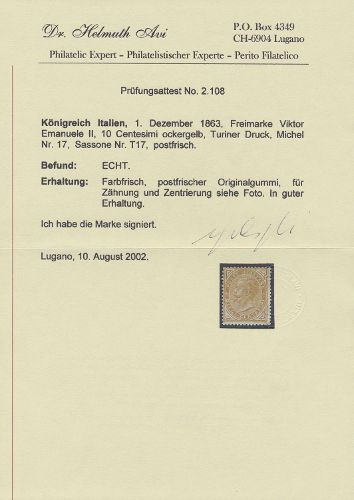 Dr. Helmuth Avi
P.O. Box 4349
CH-6904 Lugano
Philatelic Expert – Philatelistischer Experte – Perito Filatelico
Prüfungsattest No. 2.108
Königreich Italien, 1. Dezember 1863, Freimarke Viktor
Emanuele II, 10 Centesimi ockergelb, Turiner Druck, Michel
Nr. 17, Sassone Nr. T17, postfrisch.
Befund: ECHT.
Erhaltung: Farbfrisch, postfrischer Originalgummi, für
Zähnung und Zentrierung siehe Foto. In guter
Erhaltung.
Ich habe die Marke signiert.
Lugano, 10. August 2002.